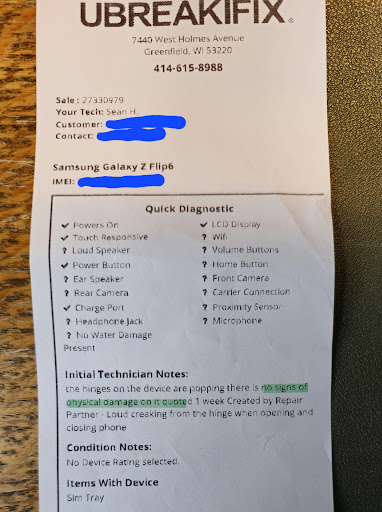 UBREAKIFIX®
7440 West Holmes Avenue
Greenfield, WI 53220
414-615-8988
Sale : 27330979
Your Tech: Sean H.
Customer:
Contact:
Samsung Galaxy Z Flip6
IMEI:
Quick Diagnostic
✓ Powers On ✓ LCD Display
✓ Touch Responsive ? Wifi
? Loud Speaker ? Volume Buttons
✓ Power Button ? Home Button
? Ear Speaker ? Front Camera
? Rear Camera ? Carrier Connection
✓ Charge Port ? Proximity Sensor
? Headphone Jack ? Microphone
? No Water Damage
Present
Initial Technician Notes:
the hinges on the device are popping there is no signs of
physical damage on it quoted 1 week Created by Repair
Partner - Loud creaking from the hinge when opening and
closing phone
Condition Notes:
No Device Rating selected.
Items With Device
Sim Tray